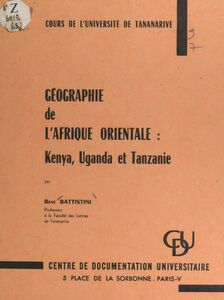 Z
COURS DE L'UNIVERSITÉ DE TANANARIVE
GÉOGRAPHIE
de
L'AFRIQUE ORIENTALE :
Kenya, Uganda et Tanzanie
par
René BATTISTINI
Professeur
à la Faculté des Lettres
de Tananarive
CDU
CENTRE DE DOCUMENTATION UNIVERSITAIRE
5 PLACE DE LA SORBONNE. PARIS-V